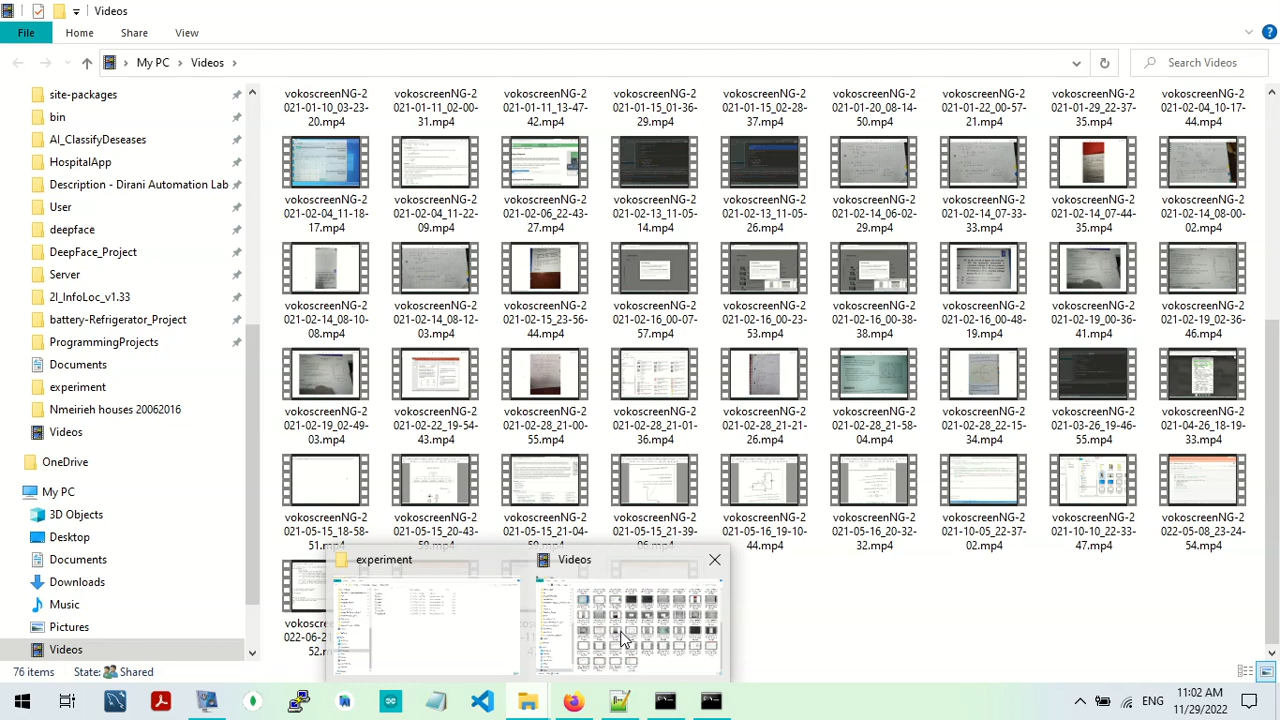 Videos
File Home Share View
My PC Videos
Search Videos
site-packages
bin
AI_ClassifyDeseases
HospitalApp
Description - Dirani Automation Lab
User
deepface
DeepFace_Project
Server
2I_InfoLoc_v1.33
battery-Refrigerator_Project
ProgrammingProjects
Documents
experiment
Nmeirieh houses 20062016
Videos
OneDrive
My PC
3D Objects
Desktop
Documents
Downloads
Music
Pictures
Videos
vokoscreenNG-2 vokoscreenNG-2 vokoscreenNG-2 vokoscreenNG-2 vokoscreenNG-2 vokoscreenNG-2 vokoscreenNG-2 vokoscreenNG-2 vokoscreenNG-2
021-01-10_03-23- 021-01-11_02-00- 021-01-11_13-47- 021-01-15_01-36- 021-01-15_02-28- 021-01-20_08-14- 021-01-22_00-57- 021-01-29_22-37- 021-02-04_10-17-
20.mp4 31.mp4 42.mp4 29.mp4 37.mp4 50.mp4 21.mp4 35.mp4 44.mp4
vokoscreenNG-2 vokoscreenNG-2 vokoscreenNG-2 vokoscreenNG-2 vokoscreenNG-2 vokoscreenNG-2 vokoscreenNG-2 vokoscreenNG-2 vokoscreenNG-2
021-02-04_11-18- 021-02-04_11-22- 021-02-06_22-43- 021-02-13_11-05- 021-02-13_11-05- 021-02-14_06-02- 021-02-14_07-33- 021-02-14_07-44- 021-02-14_08-00-
17.mp4 09.mp4 27.mp4 14.mp4 26.mp4 29.mp4 33.mp4 35.mp4 02.mp4
vokoscreenNG-2 vokoscreenNG-2 vokoscreenNG-2 vokoscreenNG-2 vokoscreenNG-2 vokoscreenNG-2 vokoscreenNG-2 vokoscreenNG-2 vokoscreenNG-2
021-02-14_08-10- 021-02-14_08-12- 021-02-15_23-56- 021-02-16_00-07- 021-02-16_00-23- 021-02-16_00-38- 021-02-16_00-48- 021-02-19_00-36- 021-02-19_02-36-
08.mp4 03.mp4 44.mp4 57.mp4 53.mp4 38.mp4 19.mp4 41.mp4 46.mp4
vokoscreenNG-2 vokoscreenNG-2 vokoscreenNG-2 vokoscreenNG-2 vokoscreenNG-2 vokoscreenNG-2 vokoscreenNG-2 vokoscreenNG-2 vokoscreenNG-2
021-02-19_02-49- 021-02-22_19-54- 021-02-28_21-00- 021-02-28_21-01- 021-02-28_21-21- 021-02-28_21-58- 021-02-28_22-15- 021-03-26_19-46- 021-04-26_18-19-
03.mp4 43.mp4 55.mp4 36.mp4 26.mp4 04.mp4 34.mp4 55.mp4 33.mp4
vokoscreenNG-2 vokoscreenNG-2 vokoscreenNG-2 vokoscreenNG-2 vokoscreenNG-2 vokoscreenNG-2 vokoscreenNG-2 vokoscreenNG-2 vokoscreenNG-2
021-05-15_18-58- 021-05-15_20-43- 021-05-15_21-04- 021-05-15_21-39- 021-05-16_19-10- 021-05-16_20-32- 021-10-05_22-37- 021-10-05_22-33- 022-05-08_23-24-
51.mp4 44.mp4 32.mp4 02.mp4 47.mp4 54.mp4
experiment Videos
76 items State: Shared
ENG 11:02 AM
11/29/2022